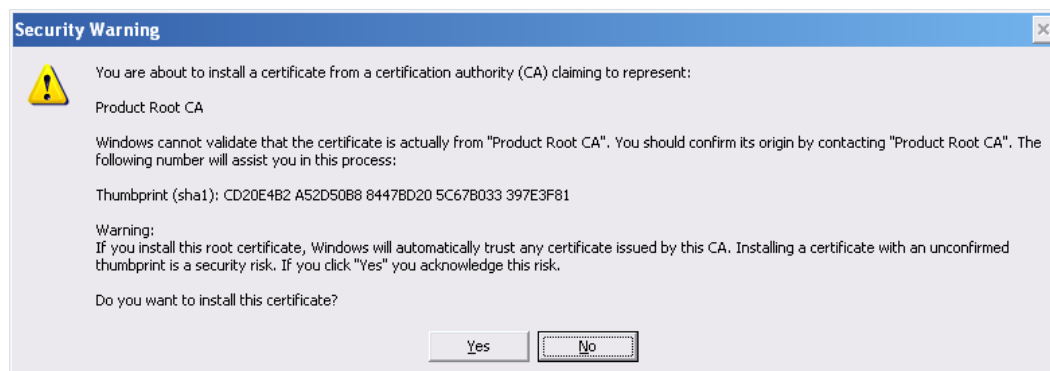 Security Warning
You are about to install a certificate from a certification authority (CA) claiming to represent:
Product Root CA
Windows cannot validate that the certificate is actually from "Product Root CA". You should confirm its origin by contacting "Product Root CA". The
following number will assist you in this process:
Thumbprint (sha1): CD20E4B2 A52D50B8 8447BD20 5C67B033 397E3F81
Warning:
If you install this root certificate, Windows will automatically trust any certificate issued by this CA. Installing a certificate with an unconfirmed
thumbprint is a security risk. If you click "Yes" you acknowledge this risk.
Do you want to install this certificate?
Yes No